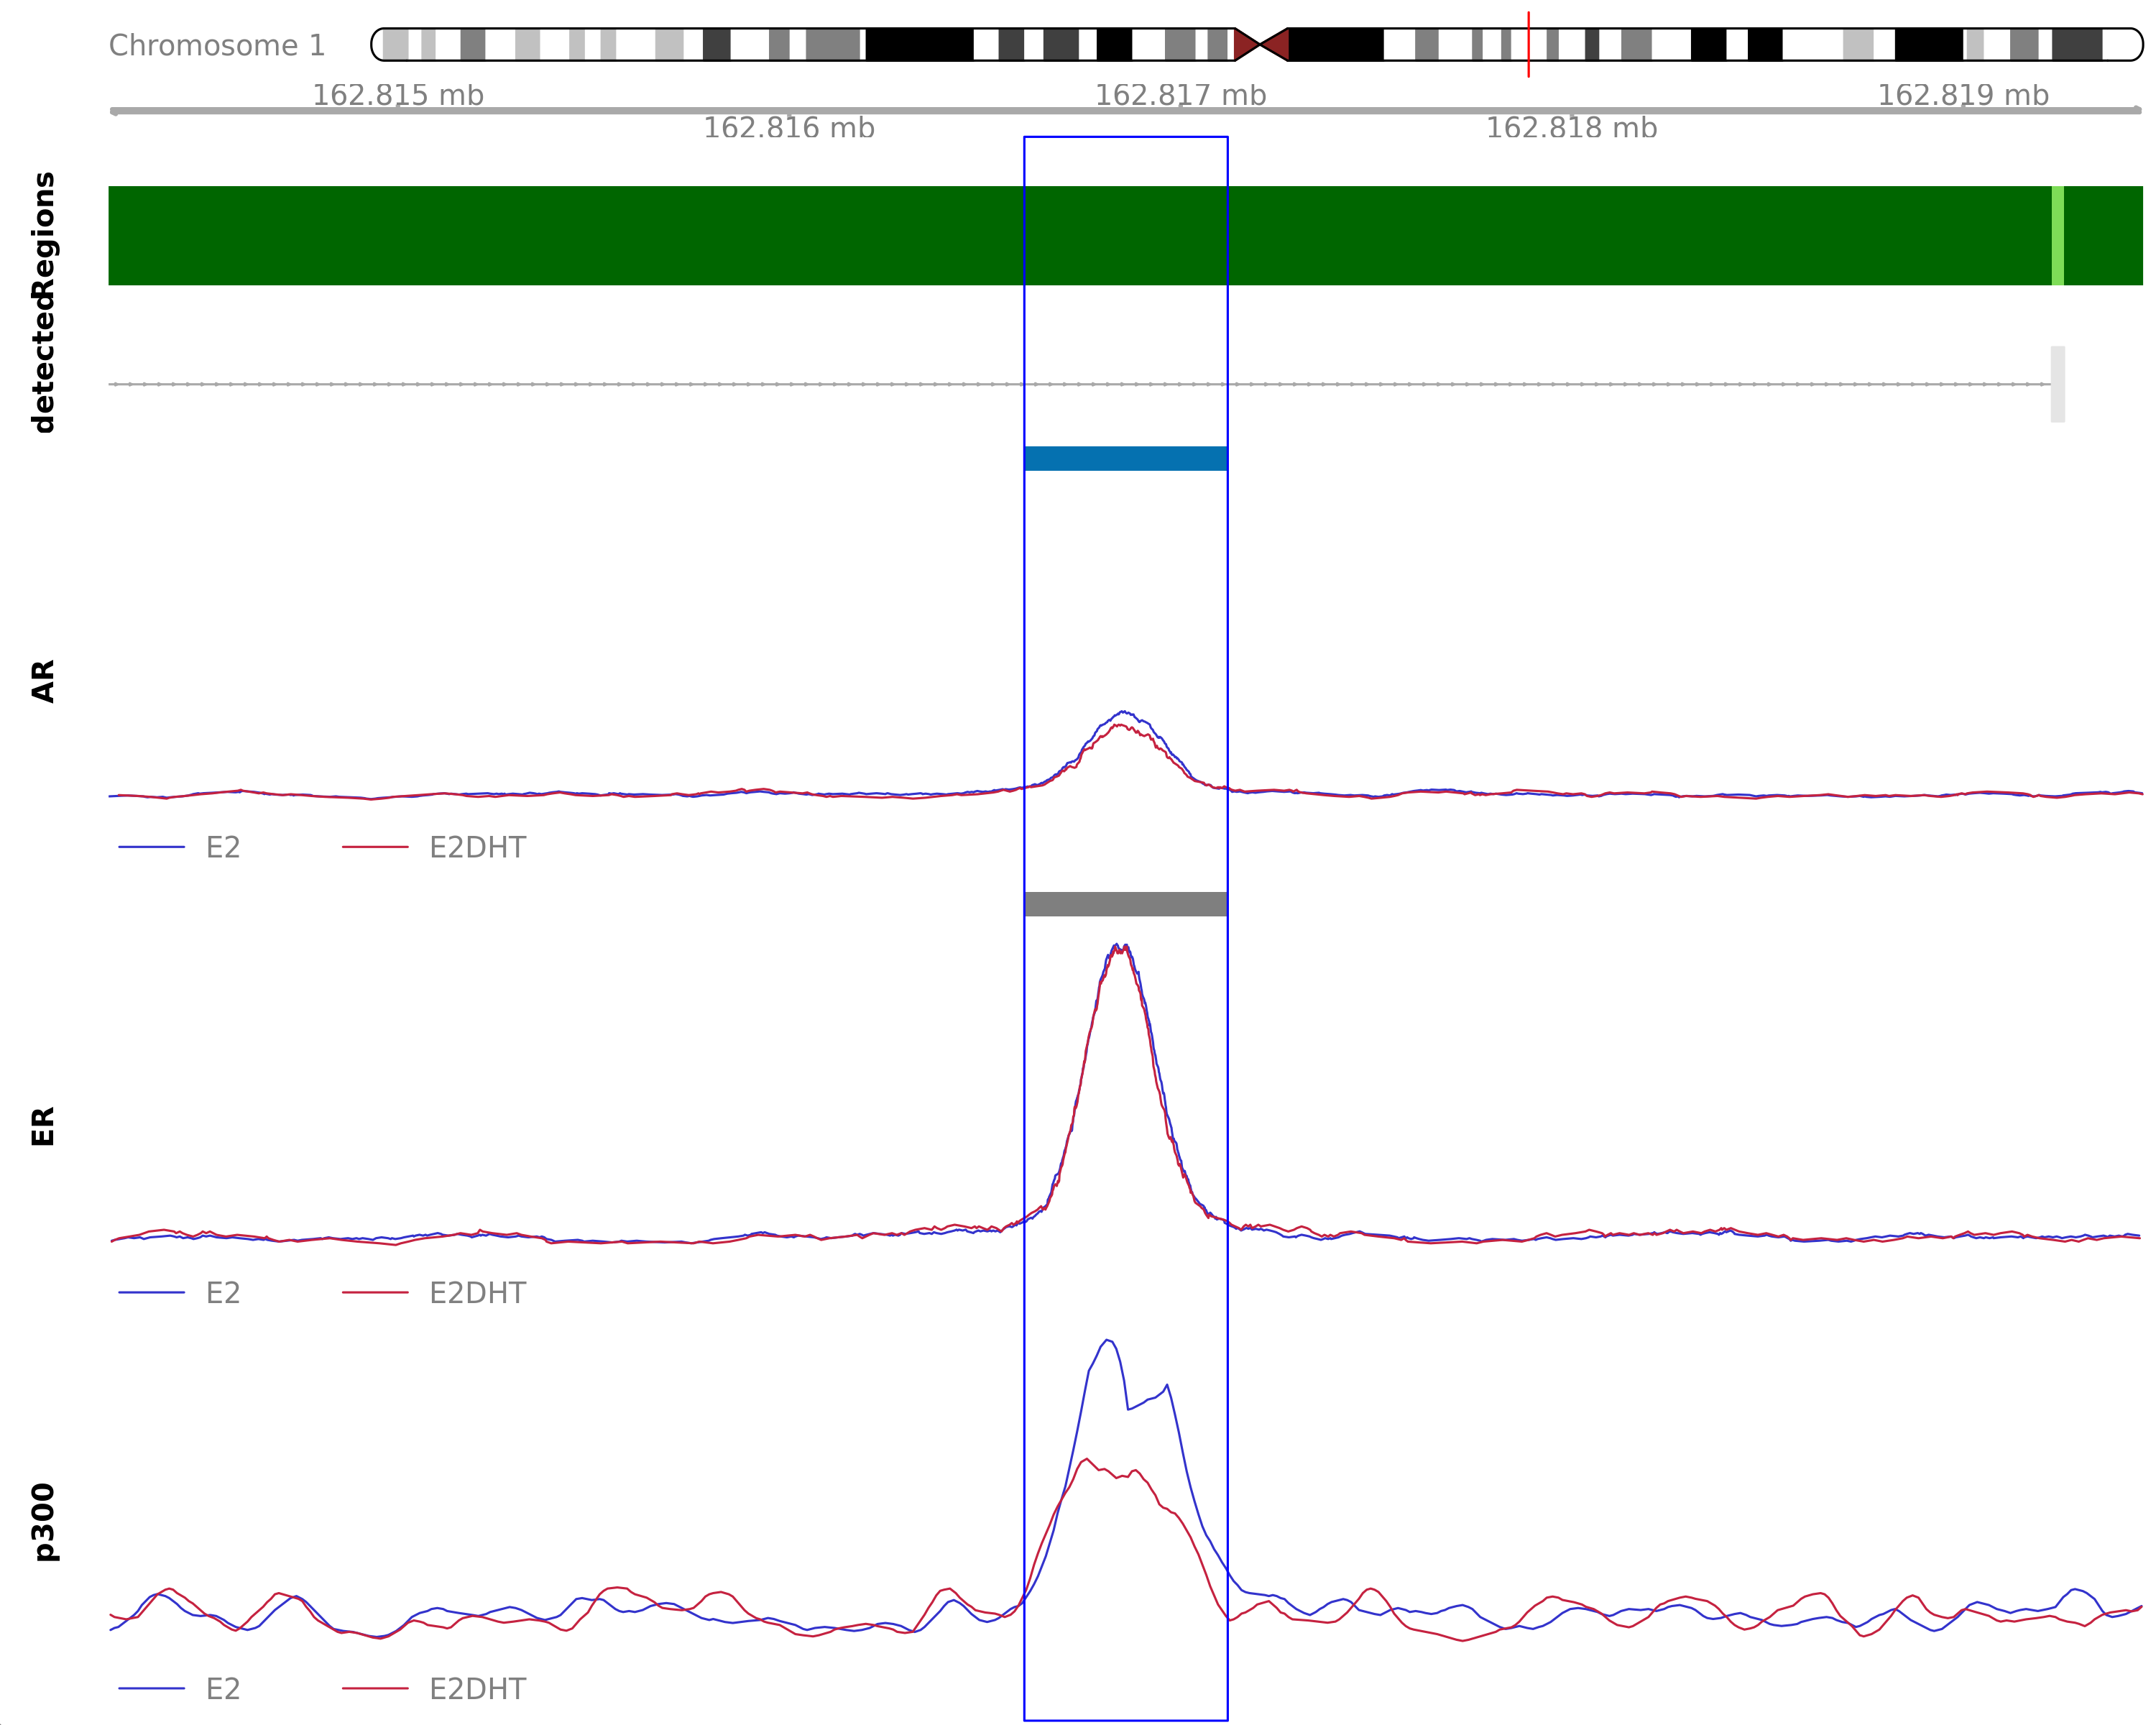 Chromosome 1
162.815 mb
162.817 mb
162.819 mb
162.816 mb
162.818 mb
detectedRegions
AR
E2
E2DHT
ER
E2
E2DHT
p300
E2
E2DHT